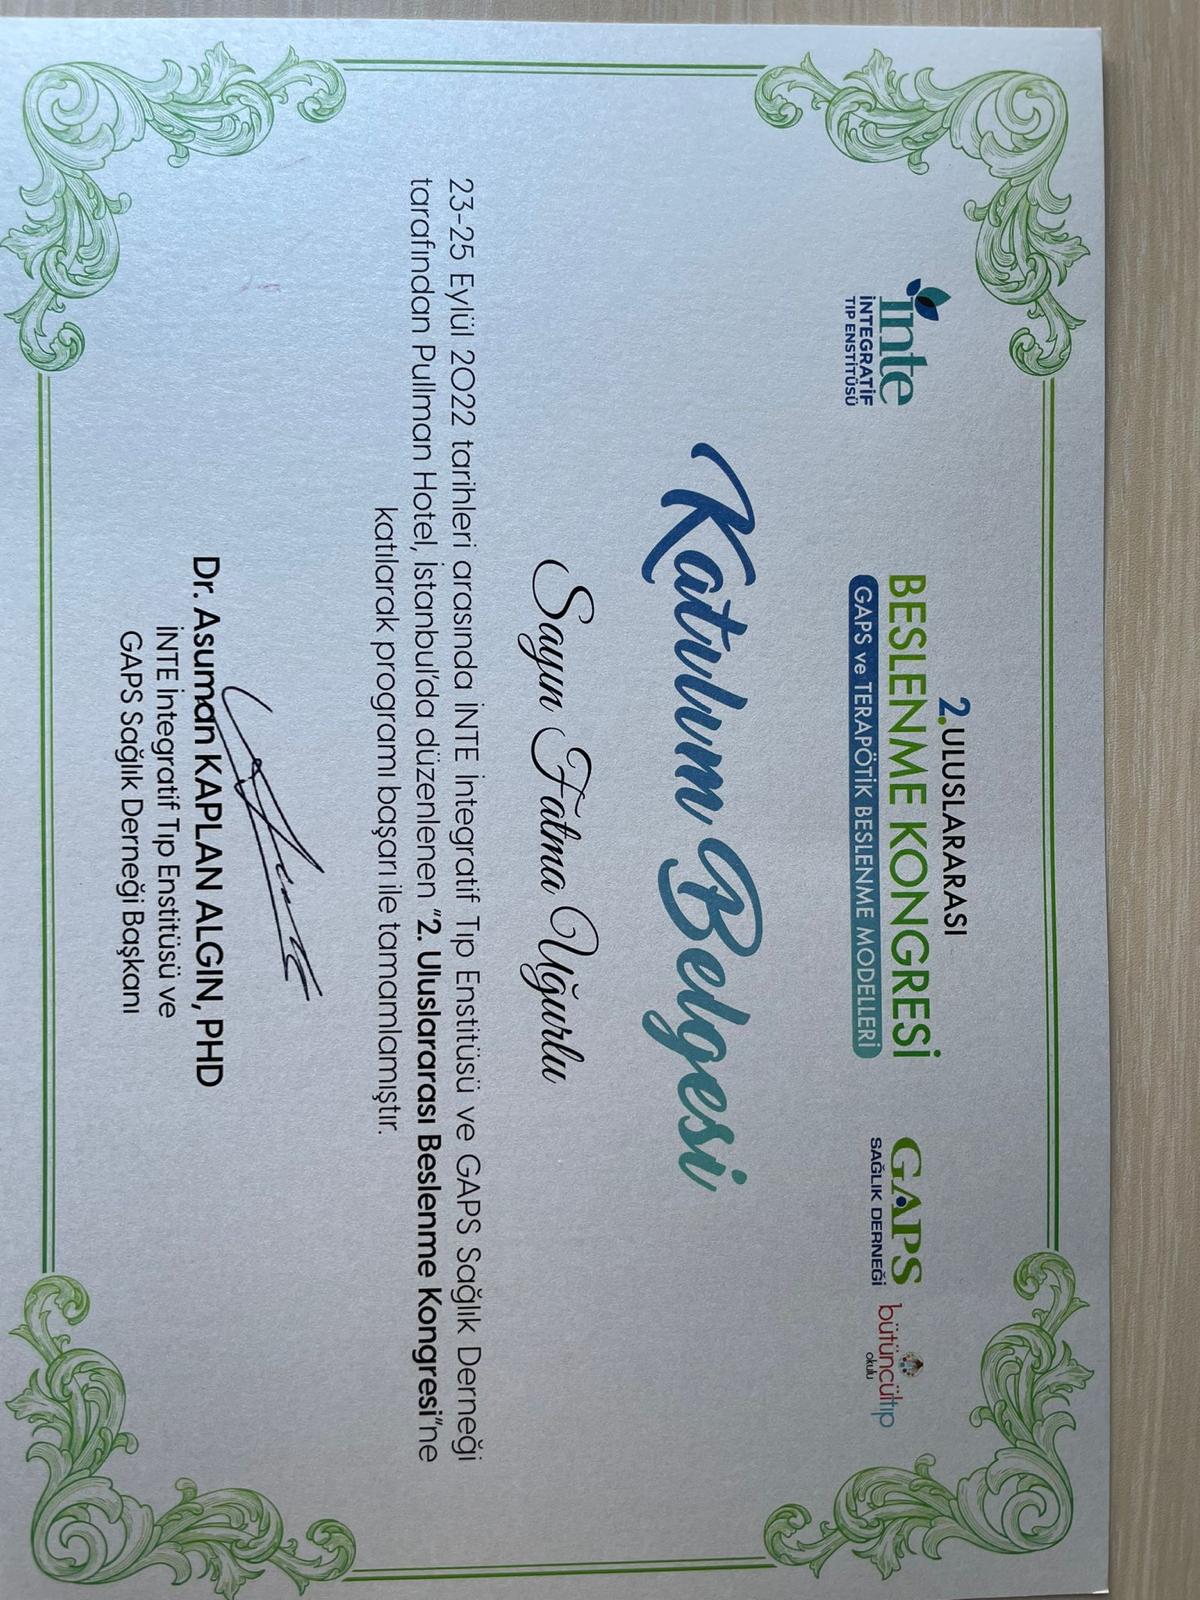 inte
İNTEGRATİF
TIP ENSTİTÜSÜ
2.ULUSLARARASI
BESLENME KONGRESİ
GAPS ve TERAPÖTİK BESLENME MODELLERİ
GAPS
SAĞLIK DERNEĞİ
bütüncültıp
okulu
Katılım Belgesi
Sayın Fatma Uğurlu
23-25 Eylül 2022 tarihleri arasında İNTE İntegratif Tıp Enstitüsü ve GAPS Sağlık Derneği
tarafından Pullman Hotel, İstanbul'da düzenlenen "2. Uluslararası Beslenme Kongresi"ne
katılarak programı başarı ile tamamlamıştır.
Dr. Asuman KAPLAN ALGIN, PHD
İNTE İntegratif Tıp Enstitüsü ve
GAPS Sağlık Derneği Başkanı